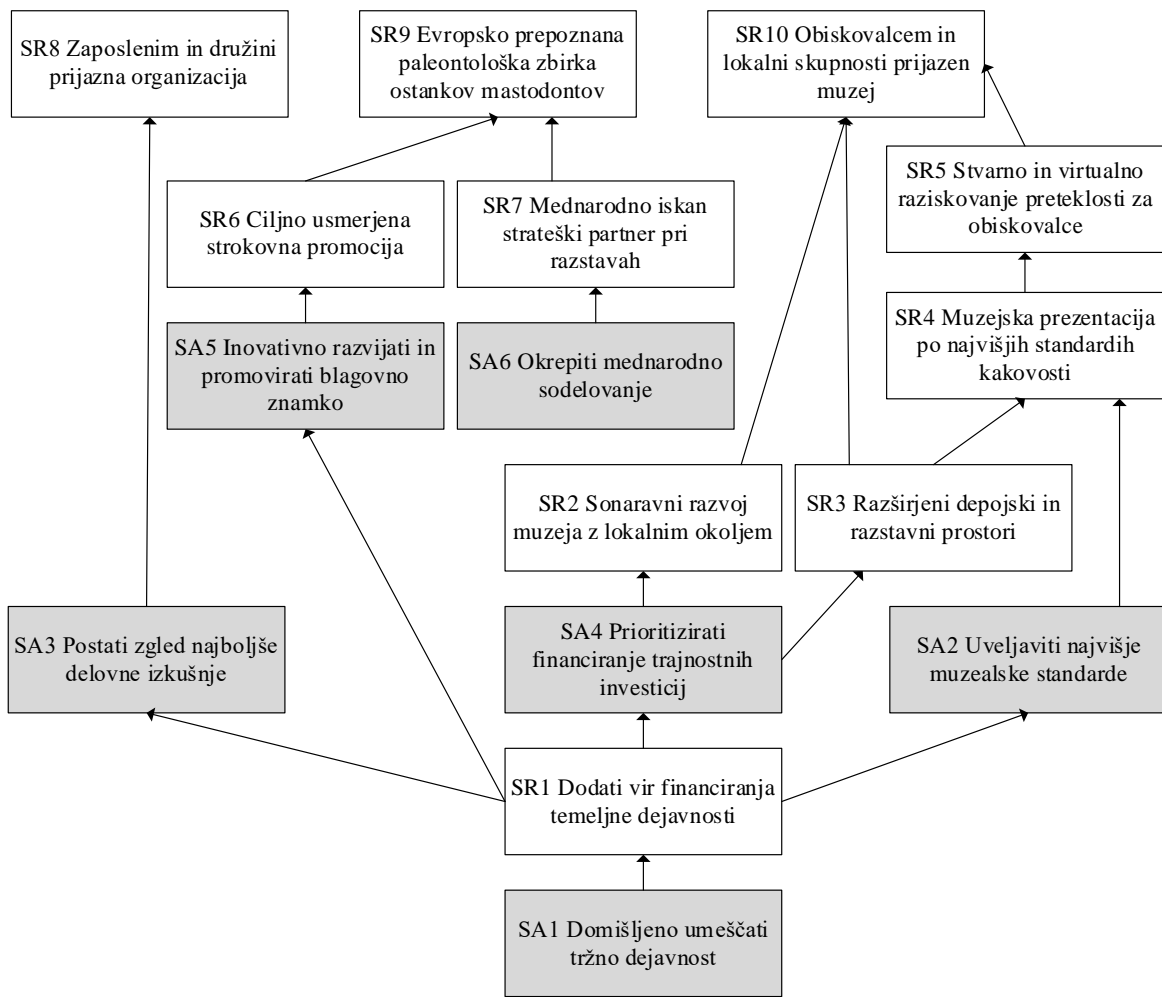 SR8 Zaposlenim in družini
prijazna organizacija
SR9 Evropsko prepoznana
paleontološka zbirka
ostankov mastodontov
SR10 Obiskovalcem in
lokalni skupnosti prijazen
muzej
SR6 Ciljno usmerjena
strokovna promocija
SR7 Mednarodno iskan
strateški partner pri
razstavah
SR5 Stvarno in virtualno
raziskovanje preteklosti za
obiskovalce
SR4 Muzejska prezentacija
po najvišjih standardih
kakovosti
SA5 Inovativno razvijati in
promovirati blagovno
znamko
SA6 Okrepiti mednarodno
sodelovanje
SR2 Sonaravni razvoj
muzeja z lokalnim okoljem
SR3 Razširjeni depojski in
razstavni prostori
SA3 Postati zgled najboljše
delovne izkušnje
SA4 Prioritizirati
financiranje trajnostnih
investicij
SA2 Uveljaviti najvišje
muzealske standarde
SR1 Dodati vir financiranja
temeljne dejavnosti
SA1 Domišljeno umeščati
tržno dejavnost